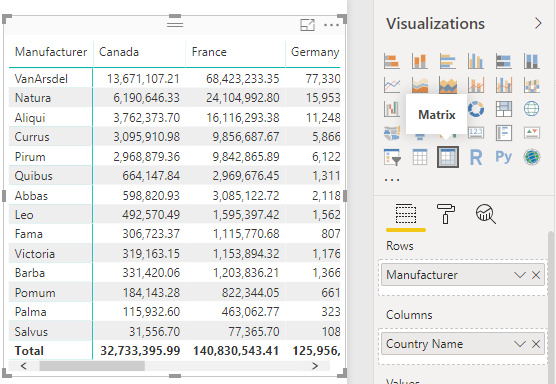 Manufacturer Canada France Germany
VanArsdel 13,671,107.21 68,423,233.35 77,330
Natura 6,190,646.33 24,104,992.80 15,953
Aliqui 3,762,373.70 16,116,293.38 11,248
Currus 3,095,910.98 9,856,687.67 5,866
Pirum 2,968,879.36 9,842,865.89 6,122
Quibus 664,147.84 2,969,676.45 1,311
Abbas 598,820.93 3,085,122.72 2,118
Leo 492,570.49 1,595,397.42 1,562
Fama 306,723.37 1,115,770.68 807
Victoria 319,163.15 1,153,894.32 1,176
Barba 331,420.06 1,203,836.21 1,366
Pomum 184,143.28 822,344.05 661
Palma 115,932.60 463,062.77 323
Salvus 31,556.70 77,365.70 108
Total 32,733,395.99 140,830,543.41 125,956,
Visualizations
Matrix
123
R Py
Rows
Manufacturer
Columns
Country Name
Values